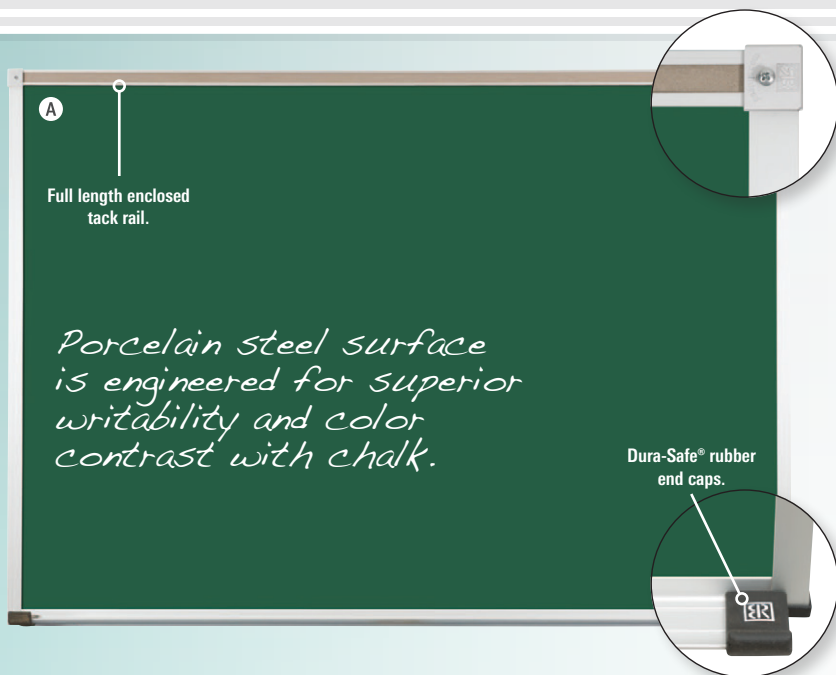 A
Full length enclosed
tack rail.
Porcelain steel surface
is engineered for superior
writability and color
contrast with chalk.
Dura-Safe® rubber
end caps.